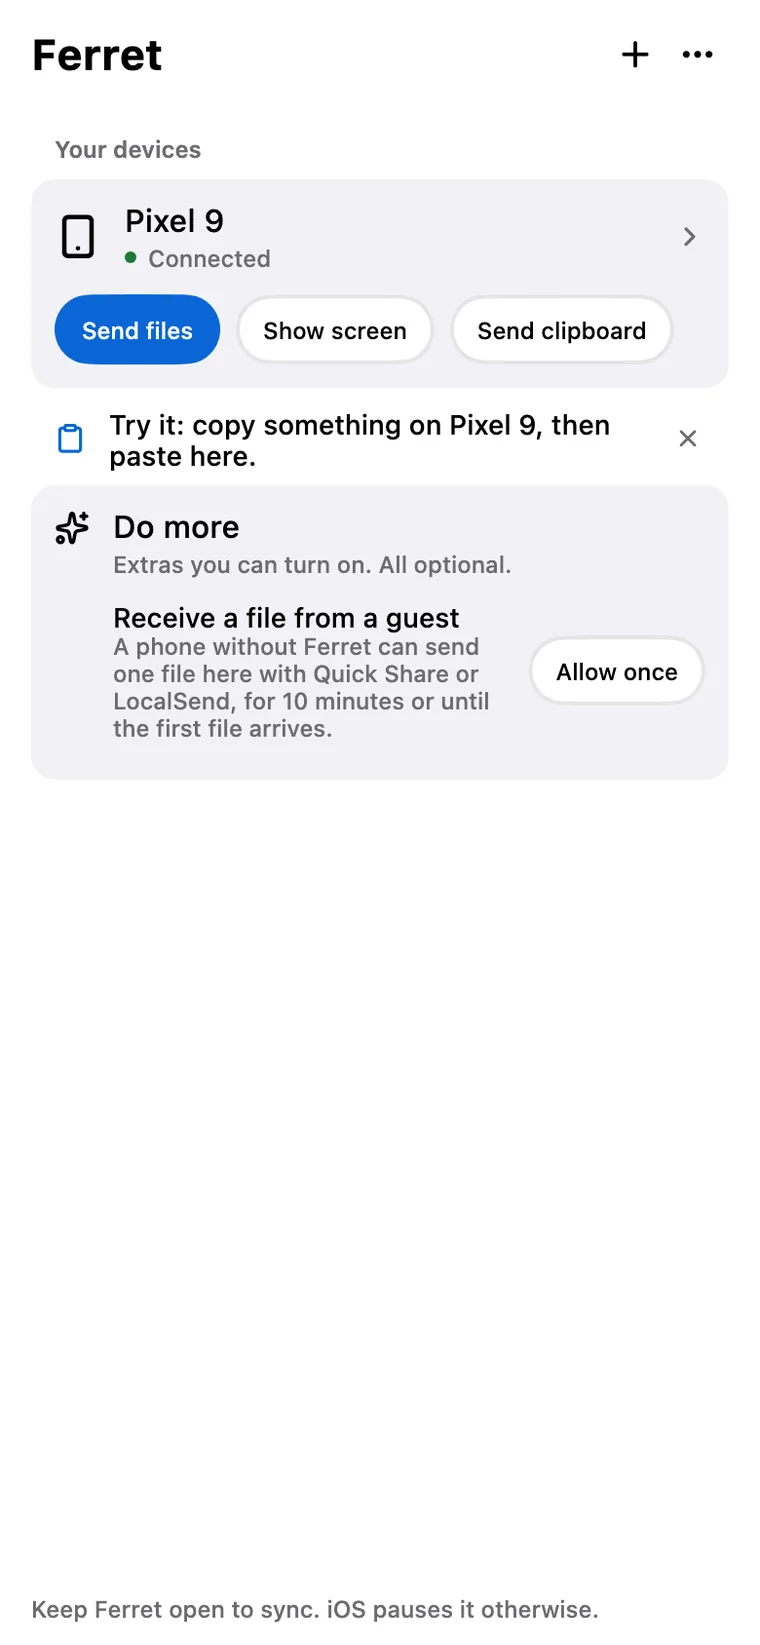 Ferret
Your devices
Pixel 9
Connected
Send files
Show screen
Send clipboard
Try it: copy something on Pixel 9, then
paste here.
Do more
Extras you can turn on. All optional.
Receive a file from a guest
A phone without Ferret can send
one file here with Quick Share or
LocalSend, for 10 minutes or until
the first file arrives.
Allow once
Keep Ferret open to sync. iOS pauses it otherwise.